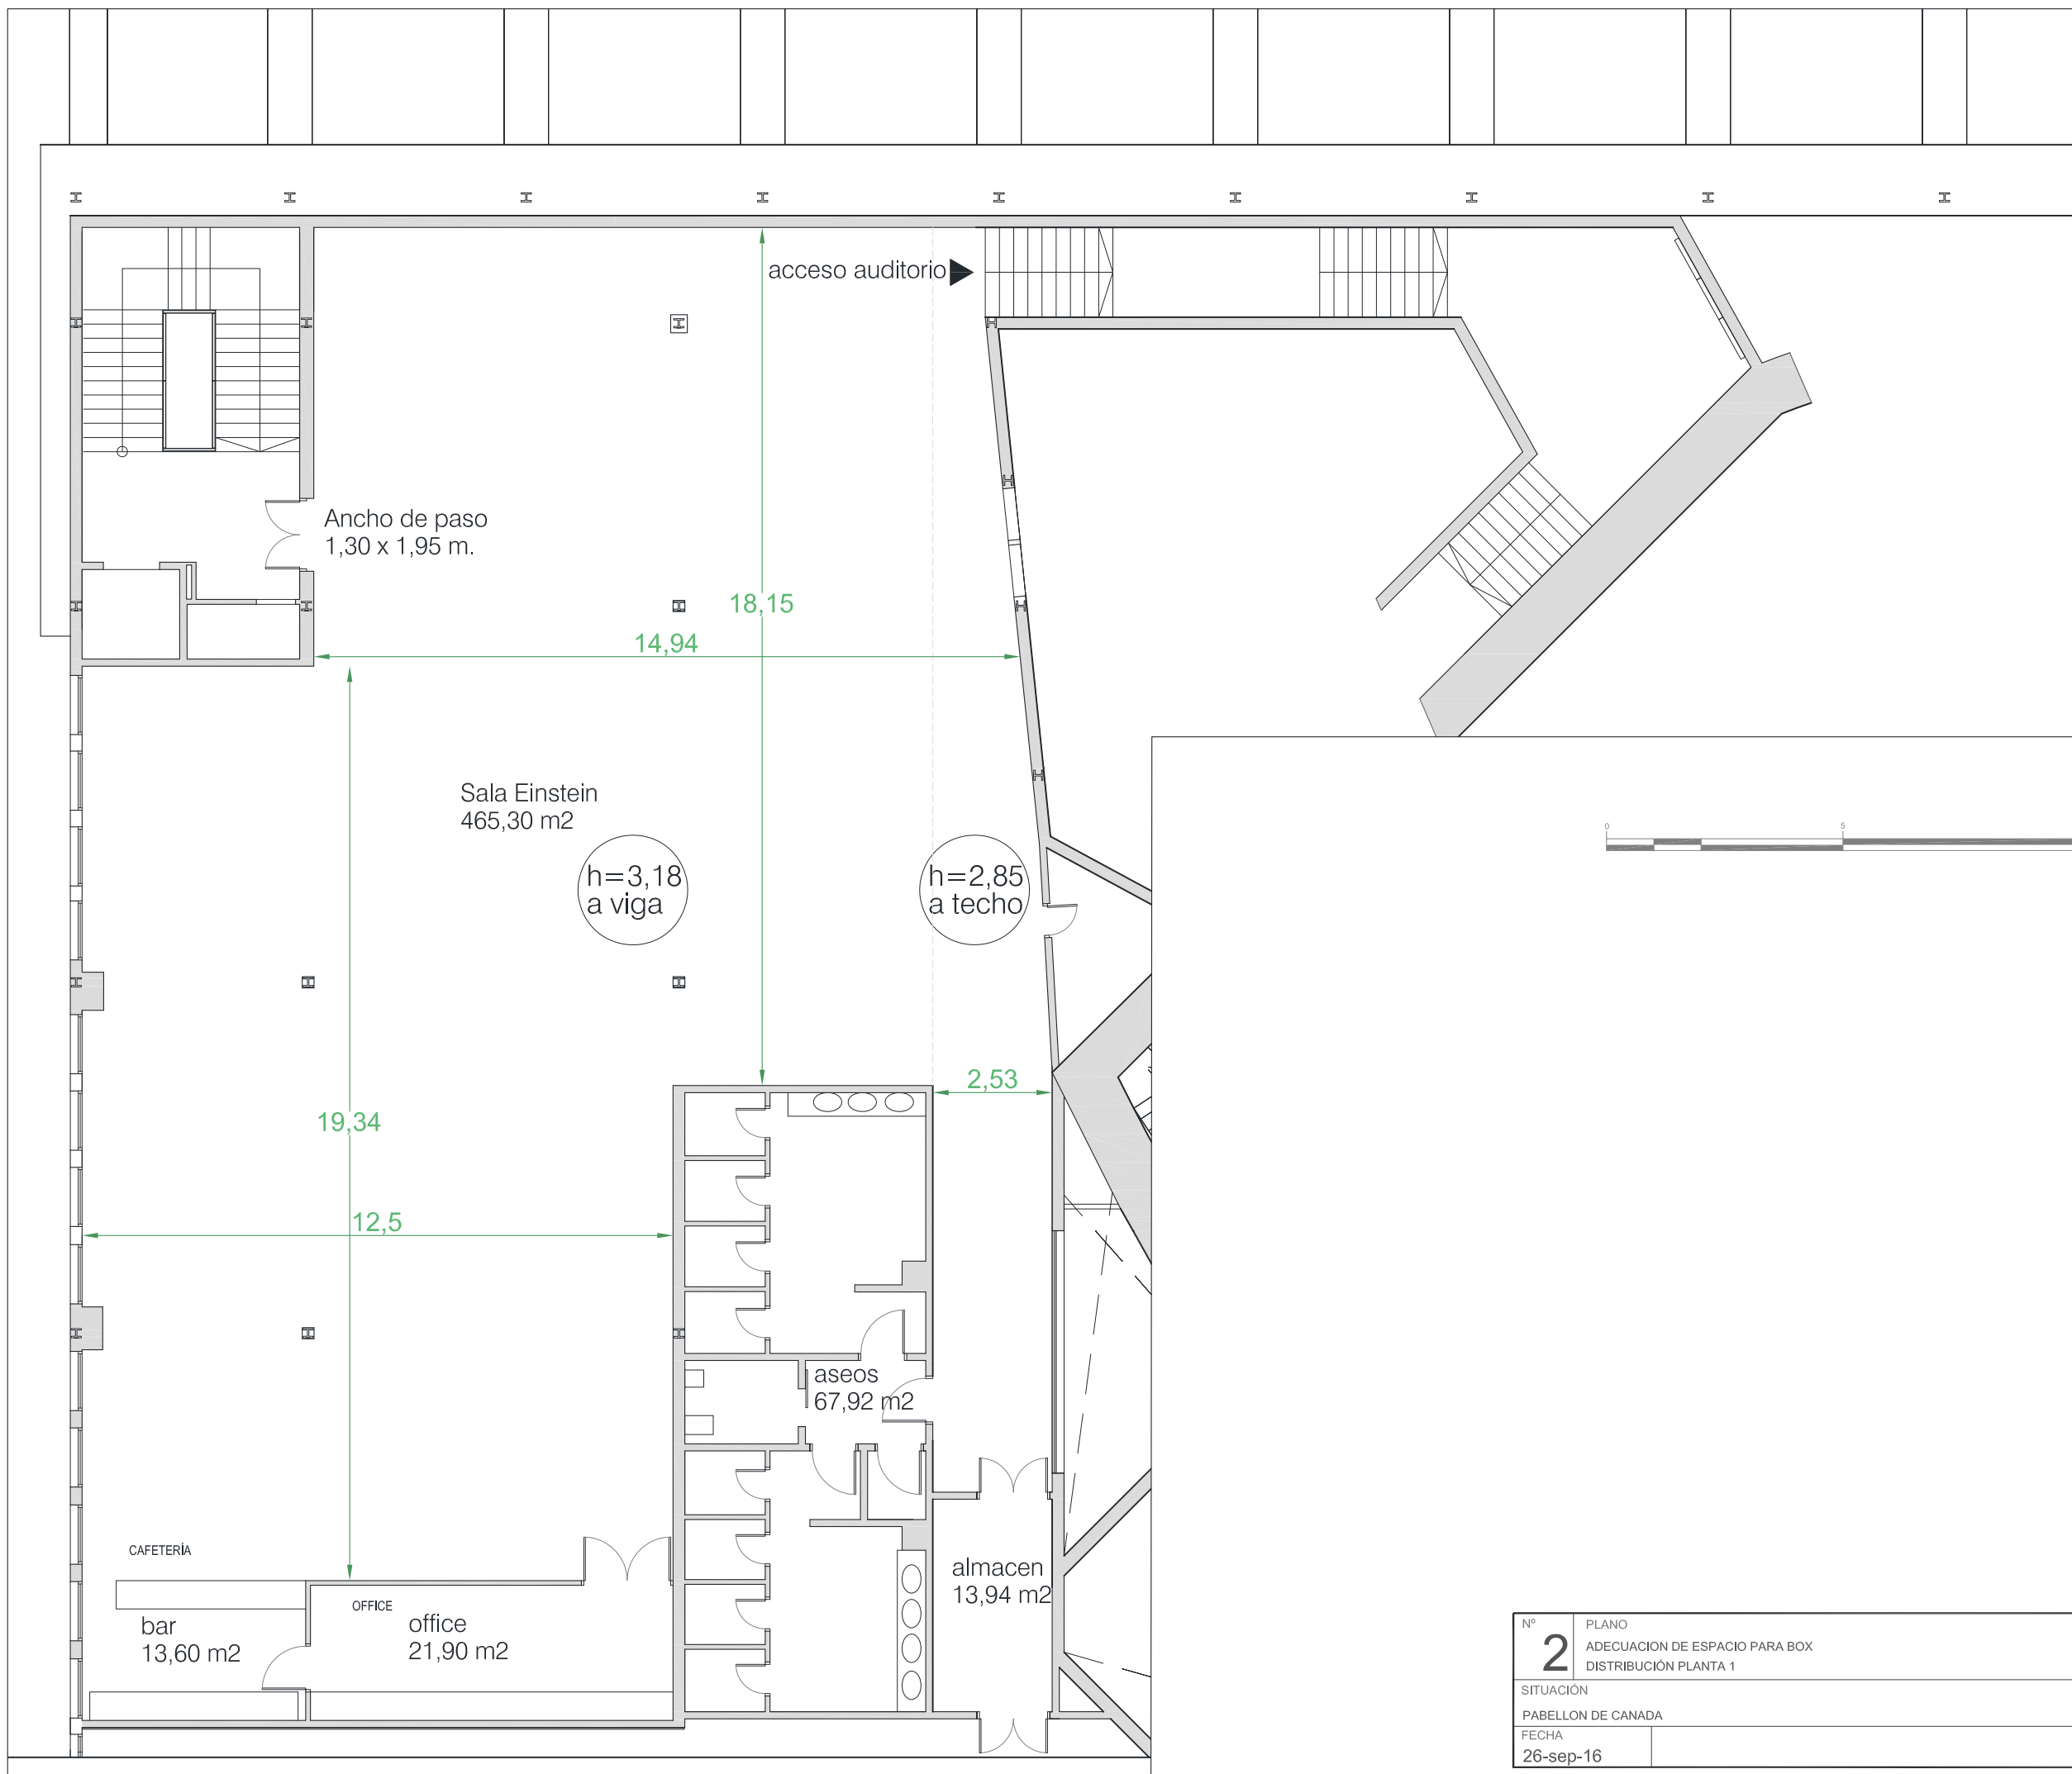 acceso auditorio
Ancho de paso
1,30 x 1,95 m.
18,15
14,94
Sala Einstein
465,30 m2
h=3,18
a viga
h=2,85
a techo
0
5
2,53
19,34
12,5
aseos
67,92 m2
CAFETERÍA
almacen
13,94 m2
OFFICE
office
21,90 m2
bar
13,60 m2
Nº
2
PLANO
ADECUACION DE ESPACIO PARA BOX
DISTRIBUCIÓN PLANTA 1
SITUACIÓN
PABELLON DE CANADA
FECHA
26-sep-16